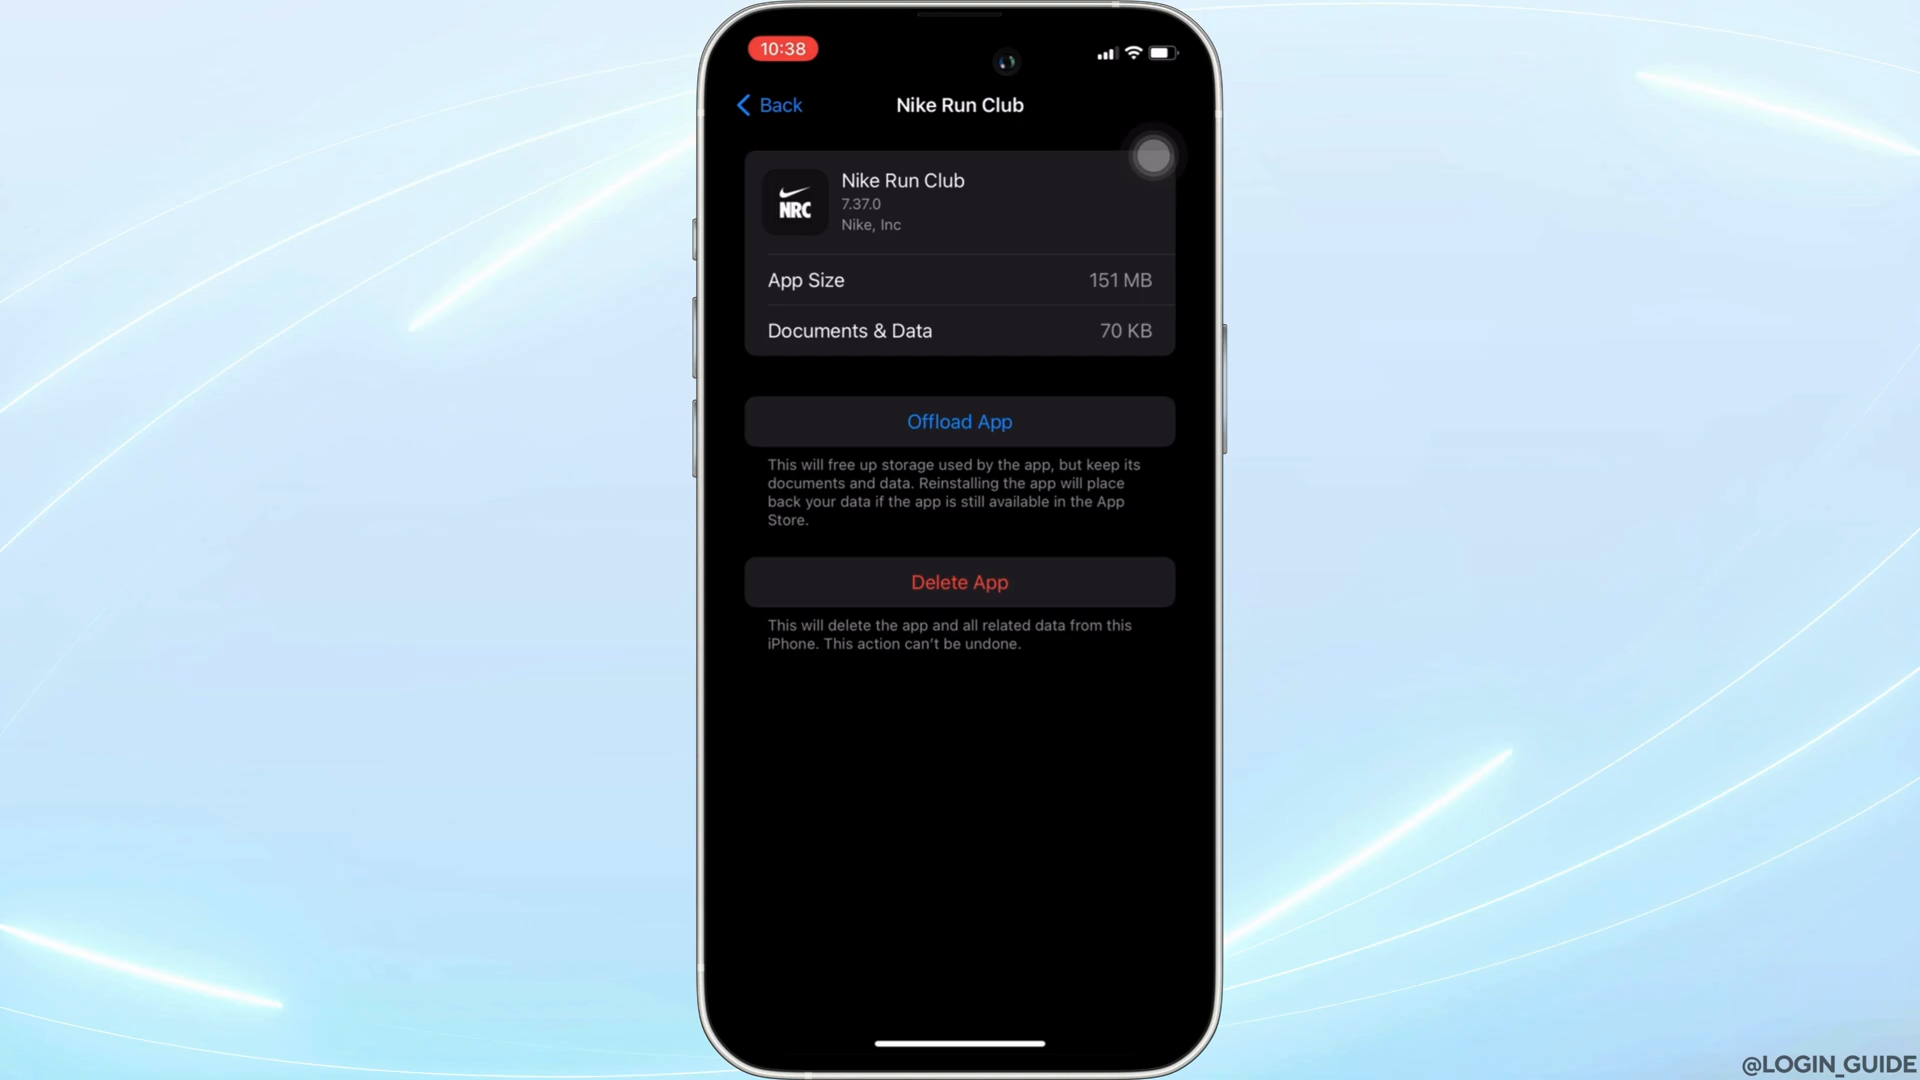 10:38
Back
Nike Run Club
NRC
Nike Run Club
7.37.0
Nike, Inc
App Size 151 MB
Documents & Data 70 KB
Offload App
This will free up storage used by the app, but keep its
documents and data. Reinstalling the app will place
back your data if the app is still available in the App
Store.
Delete App
This will delete the app and all related data from this
iPhone. This action can't be undone.
@LOGIN_GUIDE